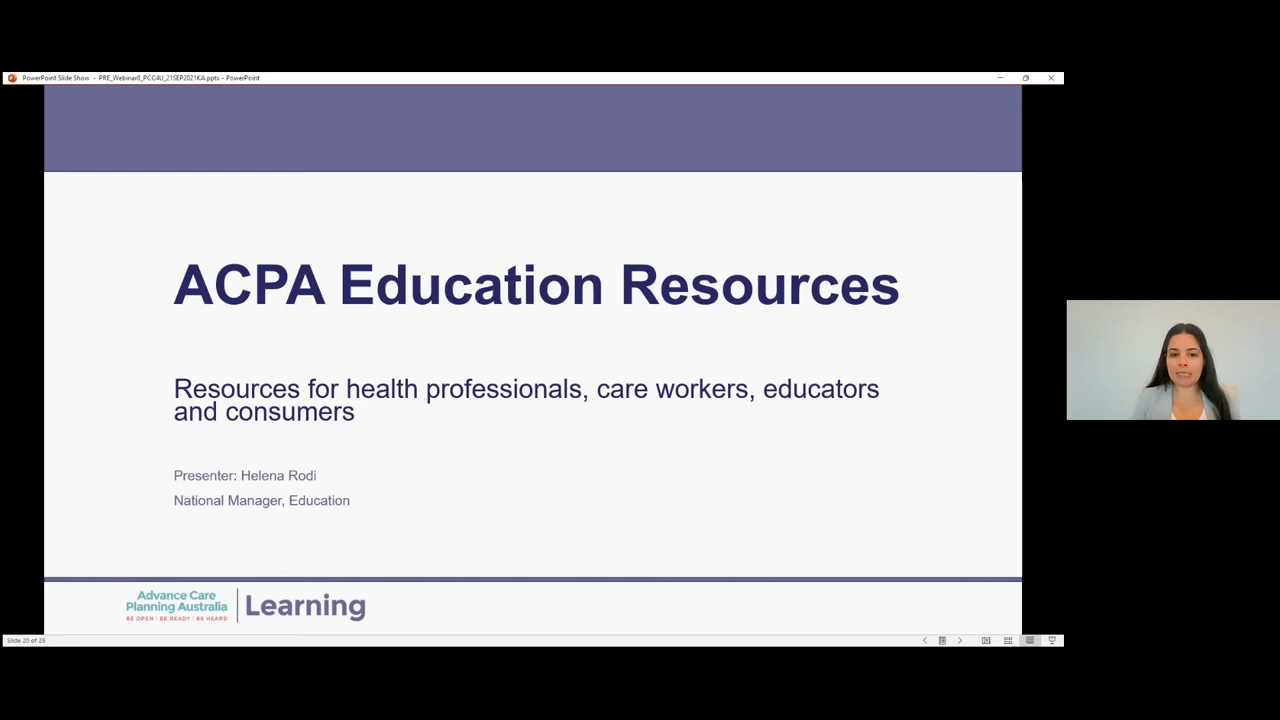 PowerPoint Slide Show - PRE_Webinar8_PCC4U_21SEP2021KA.pptx - PowerPoint
ACPA Education Resources
Resources for health professionals, care workers, educators
and consumers
Presenter: Helena Rodi
National Manager, Education
Advance Care
Planning Australia
BE OPEN | BE READY | BE HEARD
Learning
Slide 20 of 29